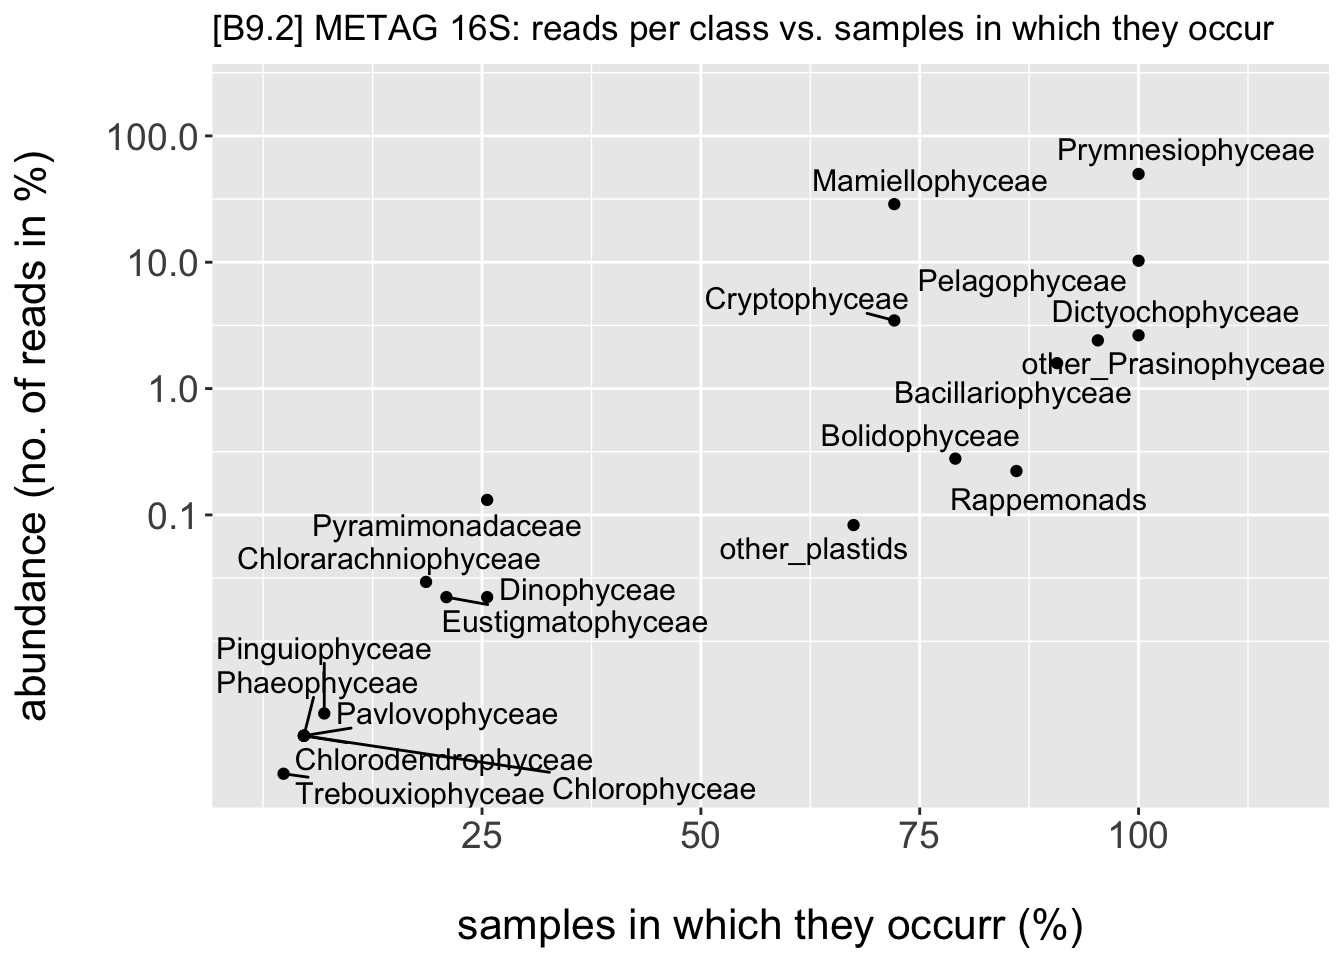 [B9.2] METAG 16S: reads per class vs. samples in which they occur
abundance (no. of reads in %)
100.0
10.0
1.0
0.1
Prymnesiophyceae
Mamiellophyceae
Pelagophyceae
Cryptophyceae
Dictyochophyceae
other_Prasinophyceae
Bacillariophyceae
Bolidophyceae
Rappemonads
Pyramimonadaceae
other_plastids
Chlorarachniophyceae
Dinophyceae
Eustigmatophyceae
Pinguiophyceae
Phaeophyceae
Pavlovophyceae
Chlorodendrophyceae
Chlorophyceae
Trebouxiophyceae
25
50
75
100
samples in which they occurr (%)